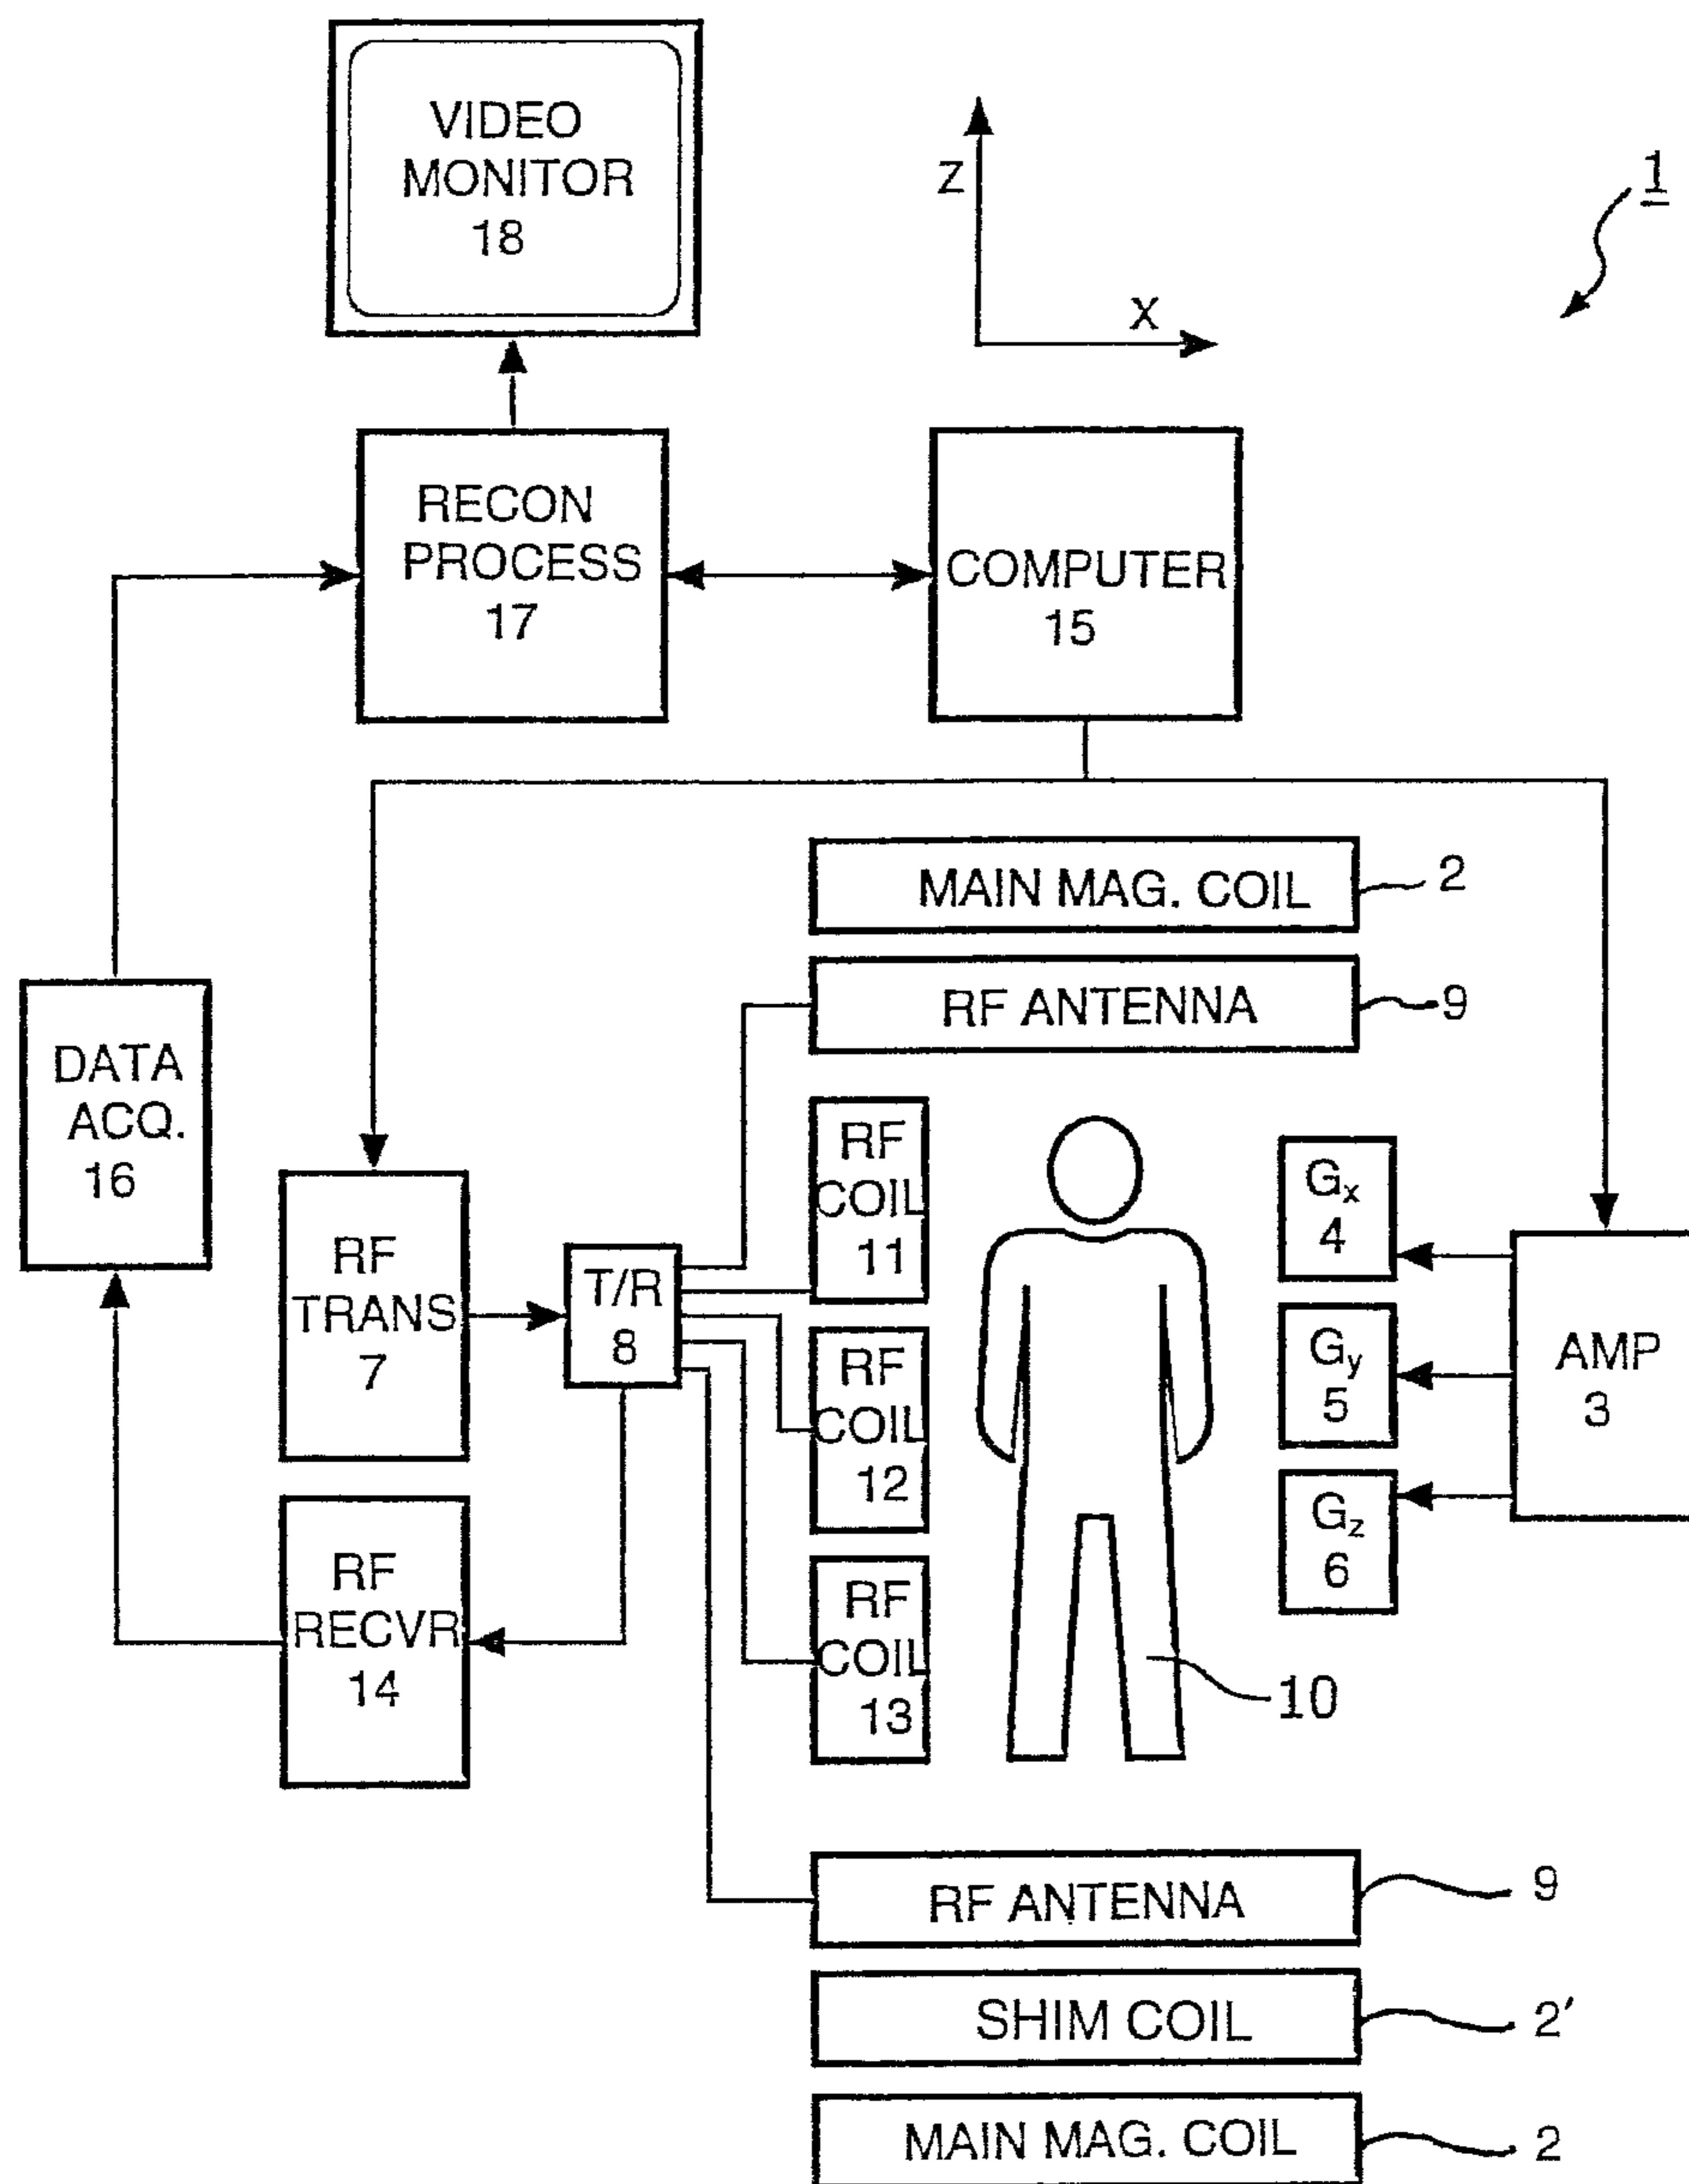 VIDEO
MONITOR
18
Z
X
1
RECON
PROCESS
17
COMPUTER
15
MAIN MAG. COIL
2
RF ANTENNA
9
DATA
ACQ.
16
RF
TRANS
7
T/R
8
RF
COIL
11
RF
COIL
12
RF
COIL
13
Gx
4
Gy
5
Gz
6
AMP
3
RF
RECVR
14
10
RF ANTENNA
9
SHIM COIL
2'
MAIN MAG. COIL
2